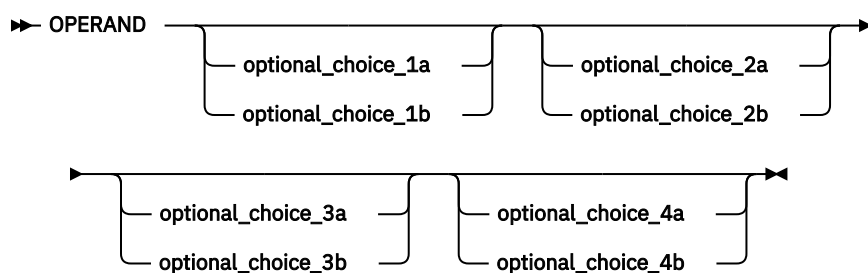 OPERAND
optional_choice_1a optional_choice_2a
optional_choice_1b optional_choice_2b
optional_choice_3a optional_choice_4a
optional_choice_3b optional_choice_4b